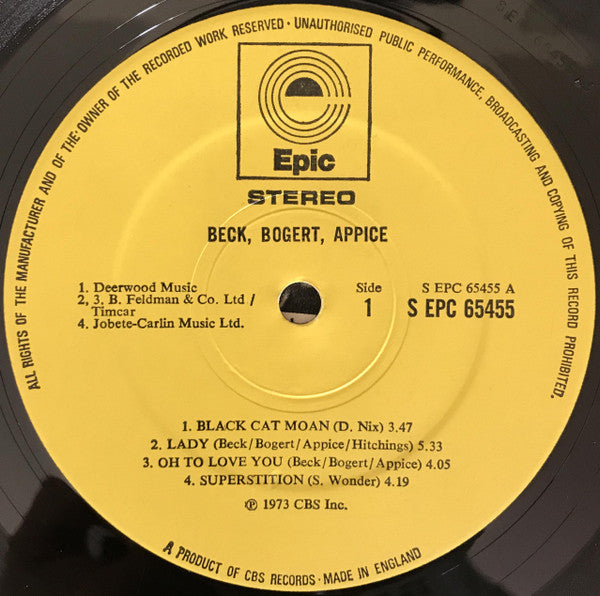 ALL RIGHTS OF THE MANUFACTURER AND OF THE OWNER OF THE RECORDED WORK RESERVED · UNAUTHORISED PUBLIC PERFORMANCE, BROADCASTING AND COPYING OF THIS RECORD PROHIBITED.
Epic
STEREO
BECK, BOGERT, APPICE
1. Deerwood Music
2, 3. B. Feldman & Co. Ltd /
Timcar
4. Jobete-Carlin Music Ltd.
Side
1
S EPC 65455 A
S EPC 65455
1. BLACK CAT MOAN (D. Nix) 3.47
2. LADY (Beck/Bogert/Appice/Hitchings) 5.33
3. OH TO LOVE YOU (Beck/Bogert/Appice) 4.05
4. SUPERSTITION (S. Wonder) 4.19
℗ 1973 CBS Inc.
A PRODUCT OF CBS RECORDS · MADE IN ENGLAND